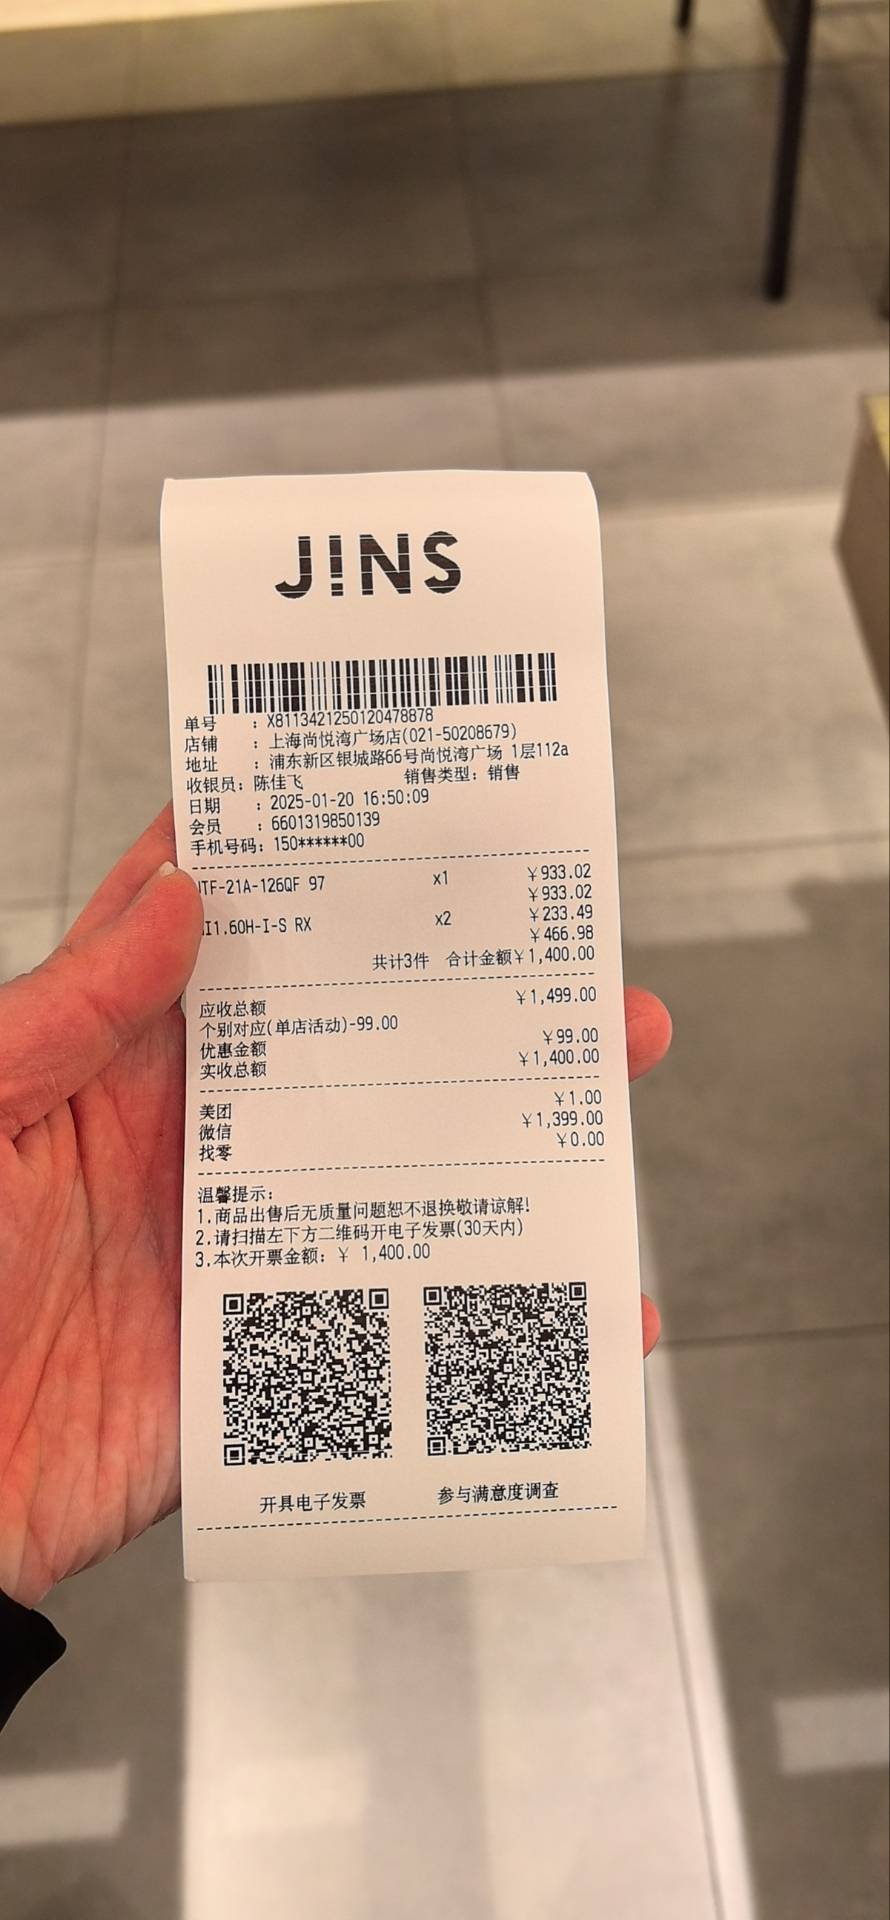 JINS
单号 : X8113421250120478878
店铺 : 上海尚悦湾广场店(021-50208679)
地址 : 浦东新区银城路66号尚悦湾广场 1层112a
收银员: 陈佳飞 销售类型: 销售
日期 : 2025-01-20 16:50:09
会员 : 6601319850139
手机号码: 150******00
TF-21A-126QF 97 x1 ¥933.02
¥933.02
I1.60H-I-S RX x2 ¥233.49
¥466.98
共计3件 合计金额¥1,400.00
应收总额 ¥1,499.00
个别对应(单店活动)-99.00
优惠金额 ¥99.00
实收总额 ¥1,400.00
美团 ¥1.00
微信 ¥1,399.00
找零 ¥0.00
温馨提示:
1.商品出售后无质量问题恕不退换敬请谅解!
2.请扫描左下方二维码开电子发票(30天内)
3.本次开票金额: ¥ 1,400.00
开具电子发票 参与满意度调查